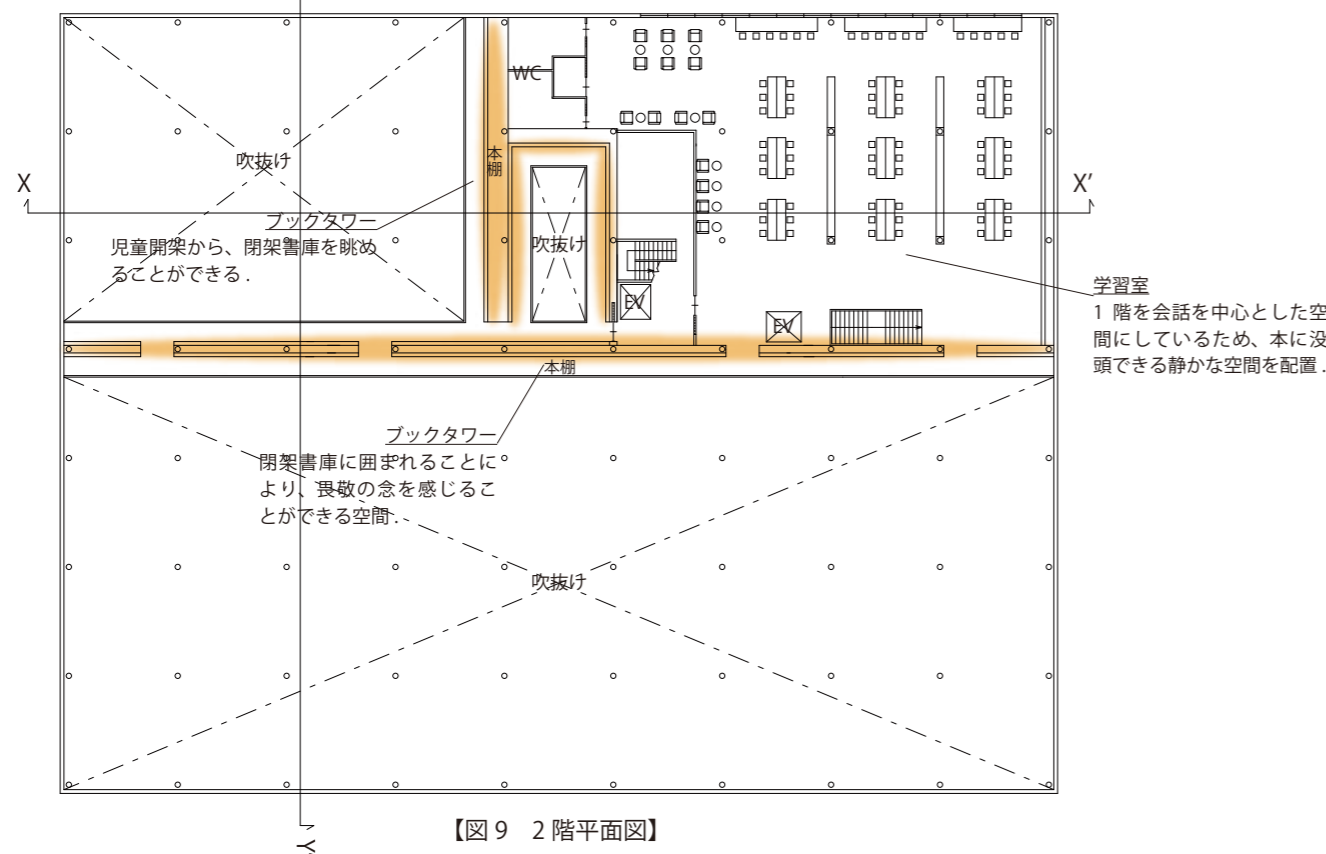 WC
本棚
吹抜け
X
X'
ブックタワー
児童開架から、閉架書庫を眺め
ることができる.
吹抜け
EV
EV
学習室
1 階を会話を中心とした空
間にしているため、本に没
頭できる静かな空間を配置.
本棚
ブックタワー
閉架書庫に囲まれることに
より、畏敬の念を感じるこ
とができる空間.
吹抜け
【図 9　2 階平面図】
Y'